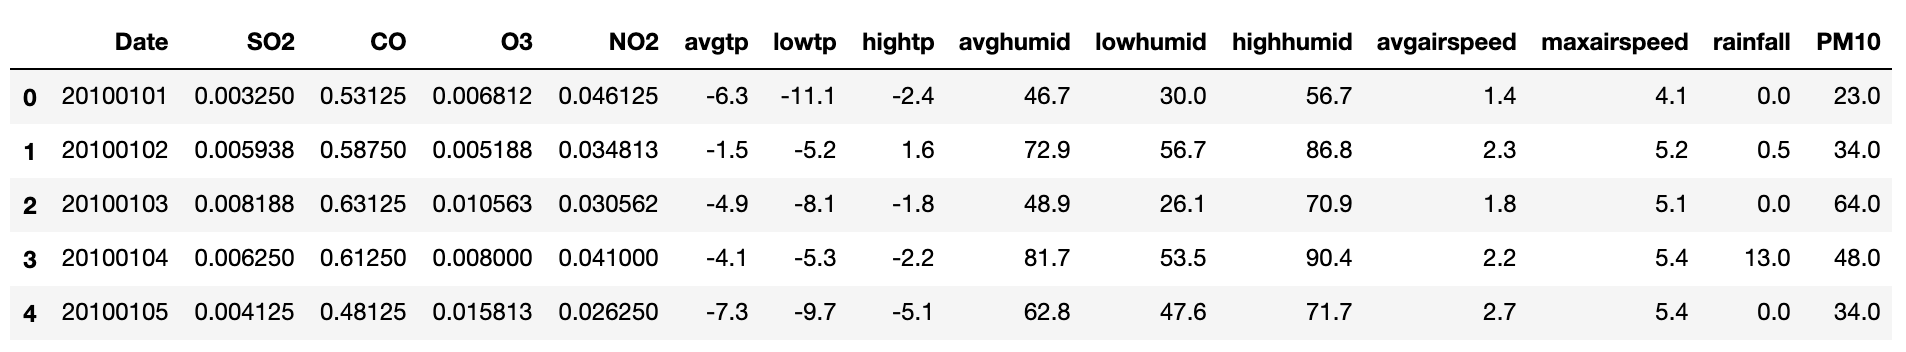 Date SO2 CO O3 NO2 avgtp lowtp hightp avghumid lowhumid highhumid avgairspeed maxairspeed rainfall PM10
0 20100101 0.003250 0.53125 0.006812 0.046125 -6.3 -11.1 -2.4 46.7 30.0 56.7 1.4 4.1 0.0 23.0
1 20100102 0.005938 0.58750 0.005188 0.034813 -1.5 -5.2 1.6 72.9 56.7 86.8 2.3 5.2 0.5 34.0
2 20100103 0.008188 0.63125 0.010563 0.030562 -4.9 -8.1 -1.8 48.9 26.1 70.9 1.8 5.1 0.0 64.0
3 20100104 0.006250 0.61250 0.008000 0.041000 -4.1 -5.3 -2.2 81.7 53.5 90.4 2.2 5.4 13.0 48.0
4 20100105 0.004125 0.48125 0.015813 0.026250 -7.3 -9.7 -5.1 62.8 47.6 71.7 2.7 5.4 0.0 34.0